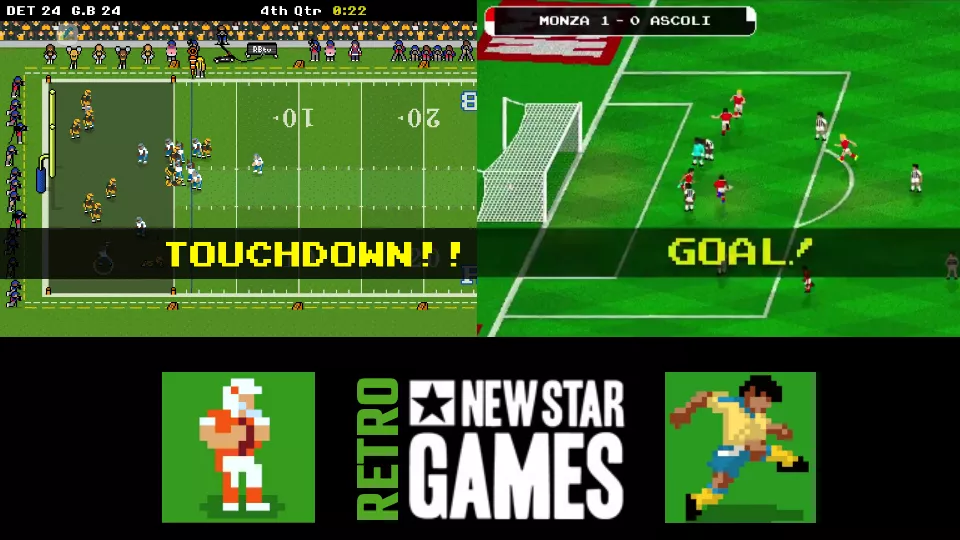 DET 24 G.B 24 4th Qtr 0:22
RBtv
10 20
TOUCHDOWN!!
MONZA 1 - 0 ASCOLI
GOAL!
RETRO
NEW STAR
GAMES